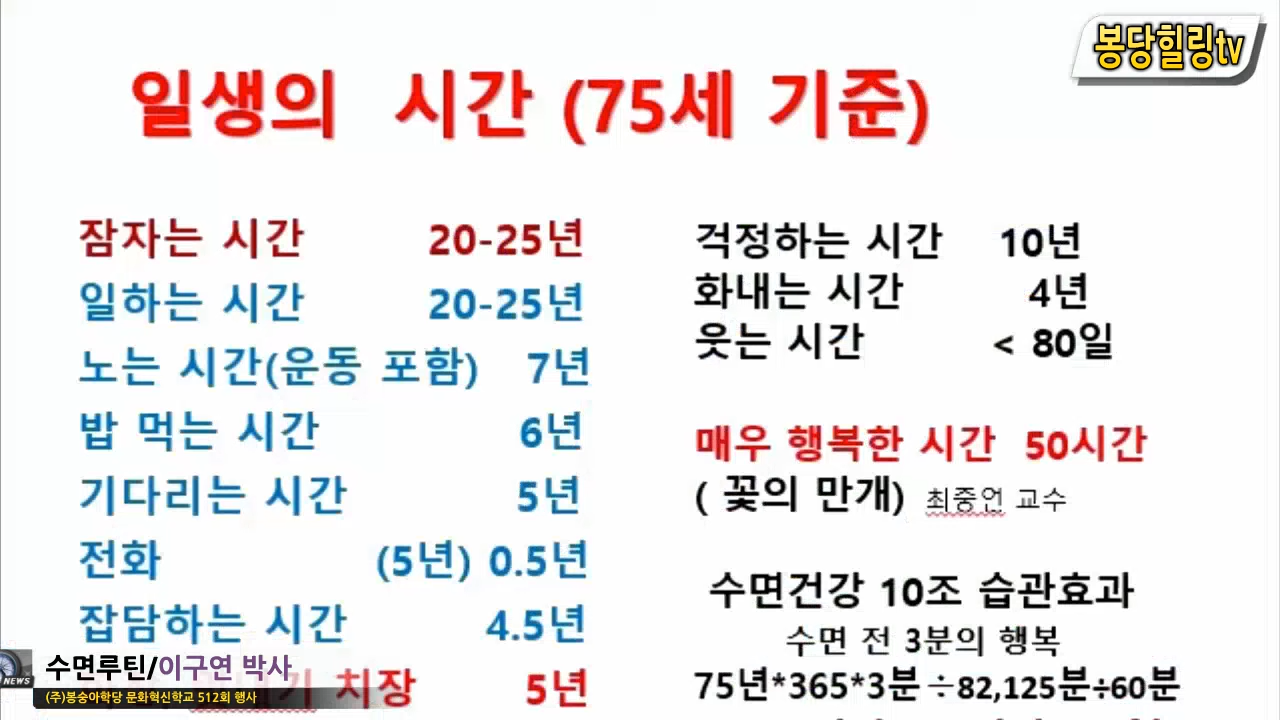 봉당힐링tv
일생의 시간 (75세 기준)
잠자는 시간 20-25년
일하는 시간 20-25년
노는 시간(운동 포함) 7년
밥 먹는 시간 6년
기다리는 시간 5년
전화 (5년) 0.5년
잡담하는 시간 4.5년
치장 5년
걱정하는 시간 10년
화내는 시간 4년
웃는 시간 < 80일
매우 행복한 시간 50시간
( 꽃의 만개) 최중언 교수
수면건강 10조 습관효과
수면 전 3분의 행복
75년*365*3분÷82,125분÷60분
NEWS
수면루틴/이구연 박사
(주)봉숭아학당 문화혁신학교 512회 행사